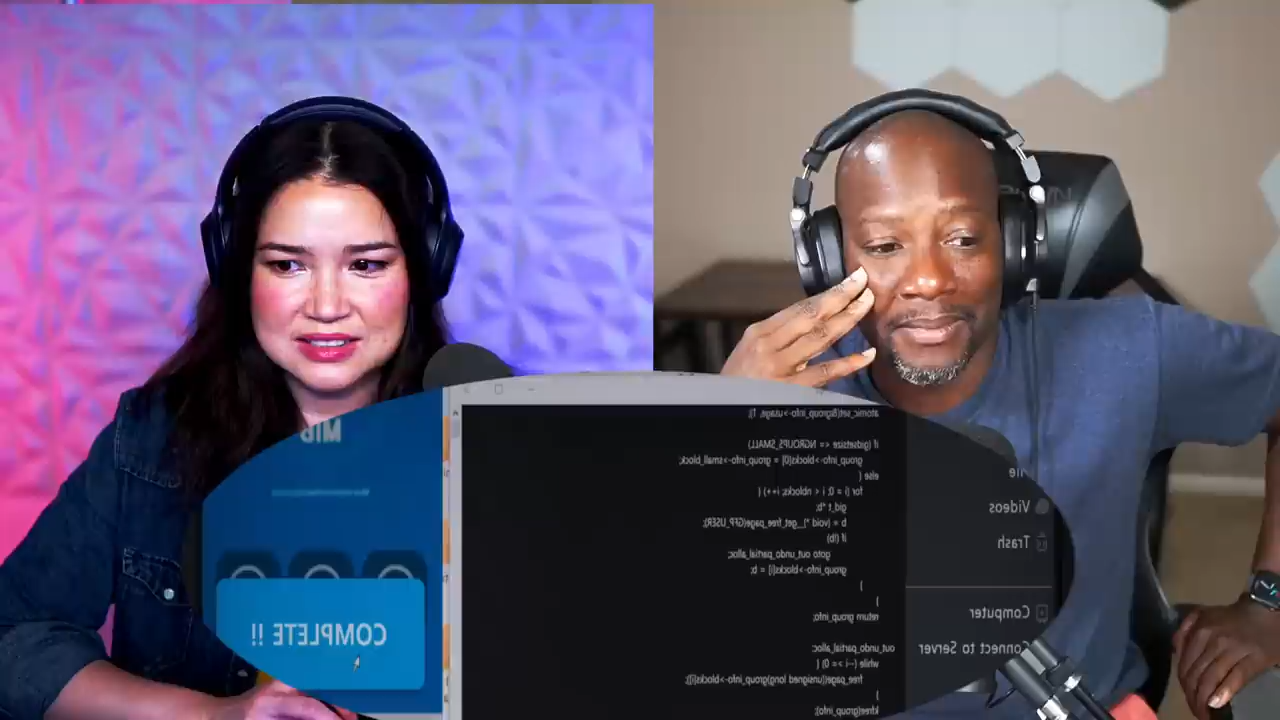 atomic_set(&group_info->usage, 1);
if (gidsetsize <= NGROUPS_SMALL)
group_info->blocks[0] = group_info->small_block;
else {
for (i = 0; i < nblocks; i++) {
gid_t *b;
b = (void *)__get_free_page(GFP_USER);
if (!b)
goto out_undo_partial_alloc;
group_info->blocks[i] = b;
}
}
return group_info;
out_undo_partial_alloc:
while (--i >= 0) {
free_page((unsigned long)group_info->blocks[i]);
}
kfree(group_info);
Videos
Trash
Computer
Connect to Server
COMPLETE !!